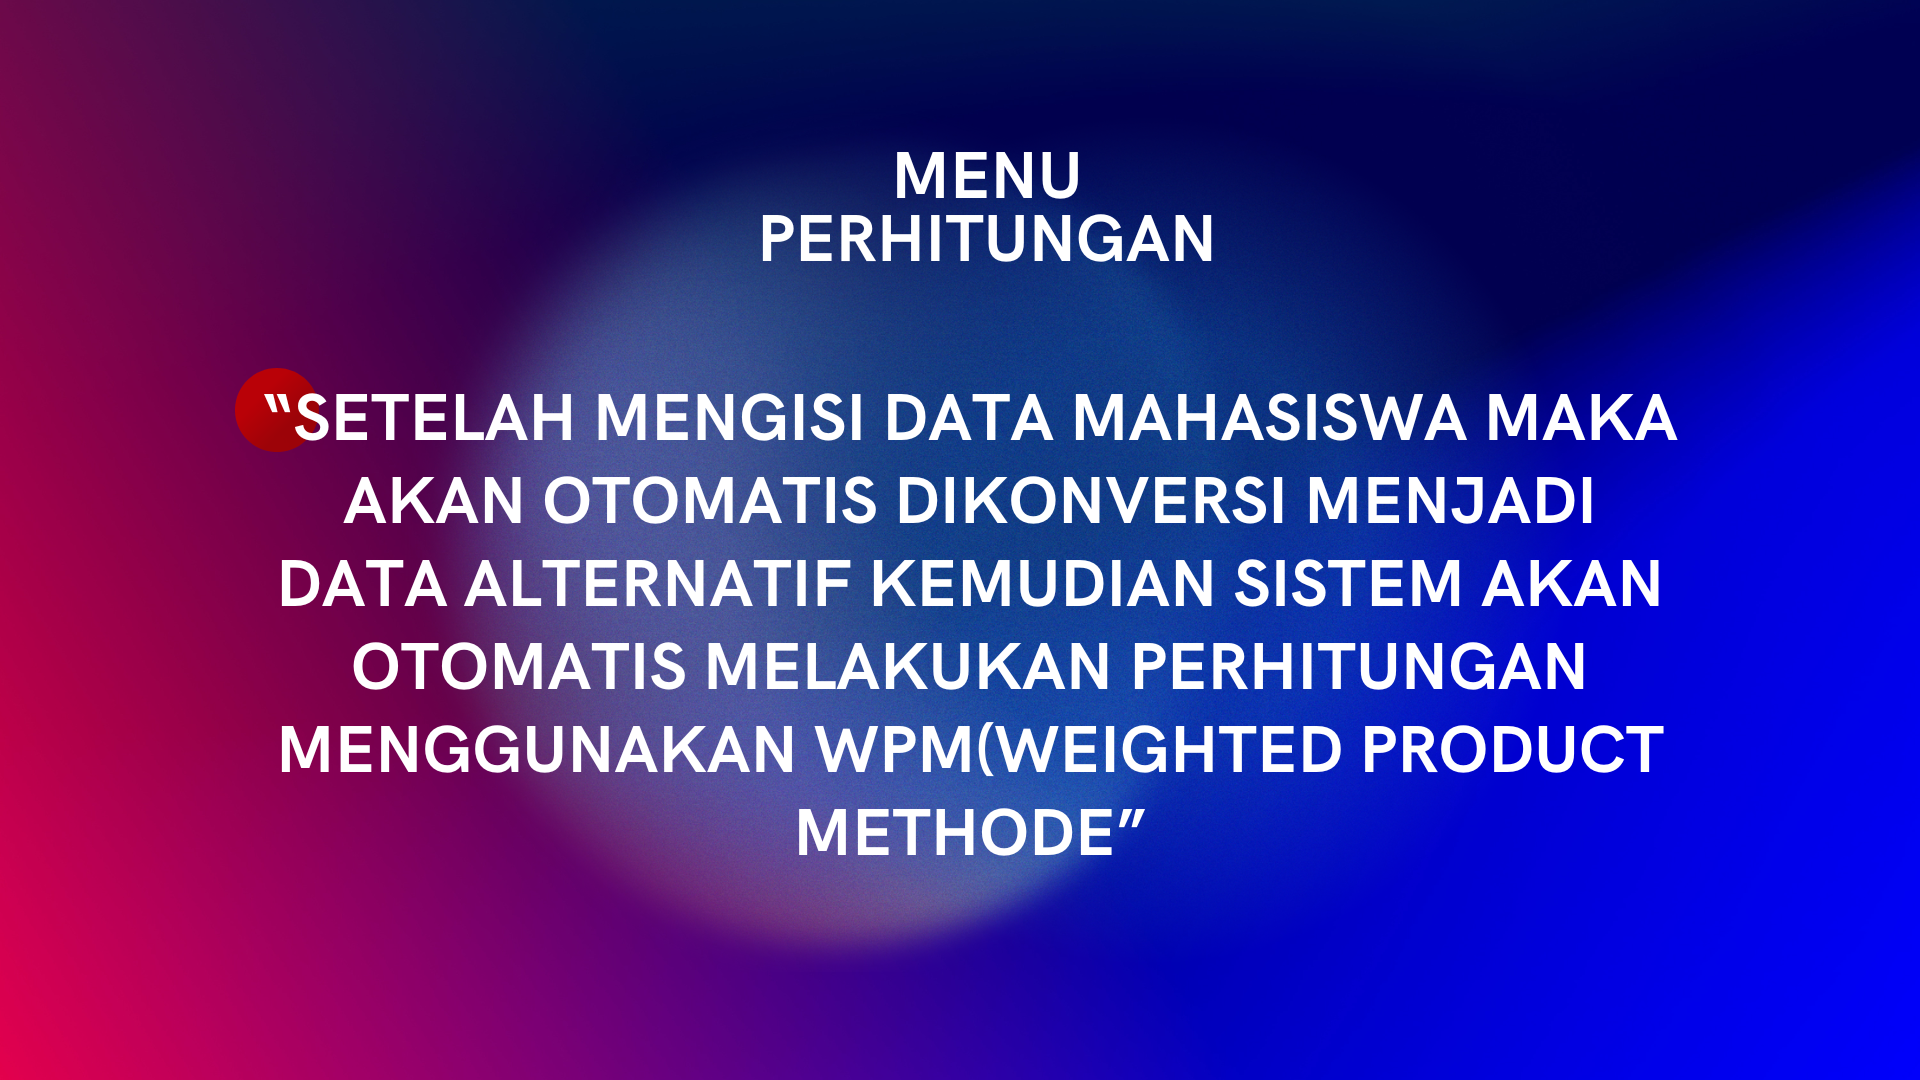 MENU
PERHITUNGAN
“SETELAH MENGISI DATA MAHASISWA MAKA
AKAN OTOMATIS DIKONVERSI MENJADI
DATA ALTERNATIF KEMUDIAN SISTEM AKAN
OTOMATIS MELAKUKAN PERHITUNGAN
MENGGUNAKAN WPM(WEIGHTED PRODUCT
METHODE”